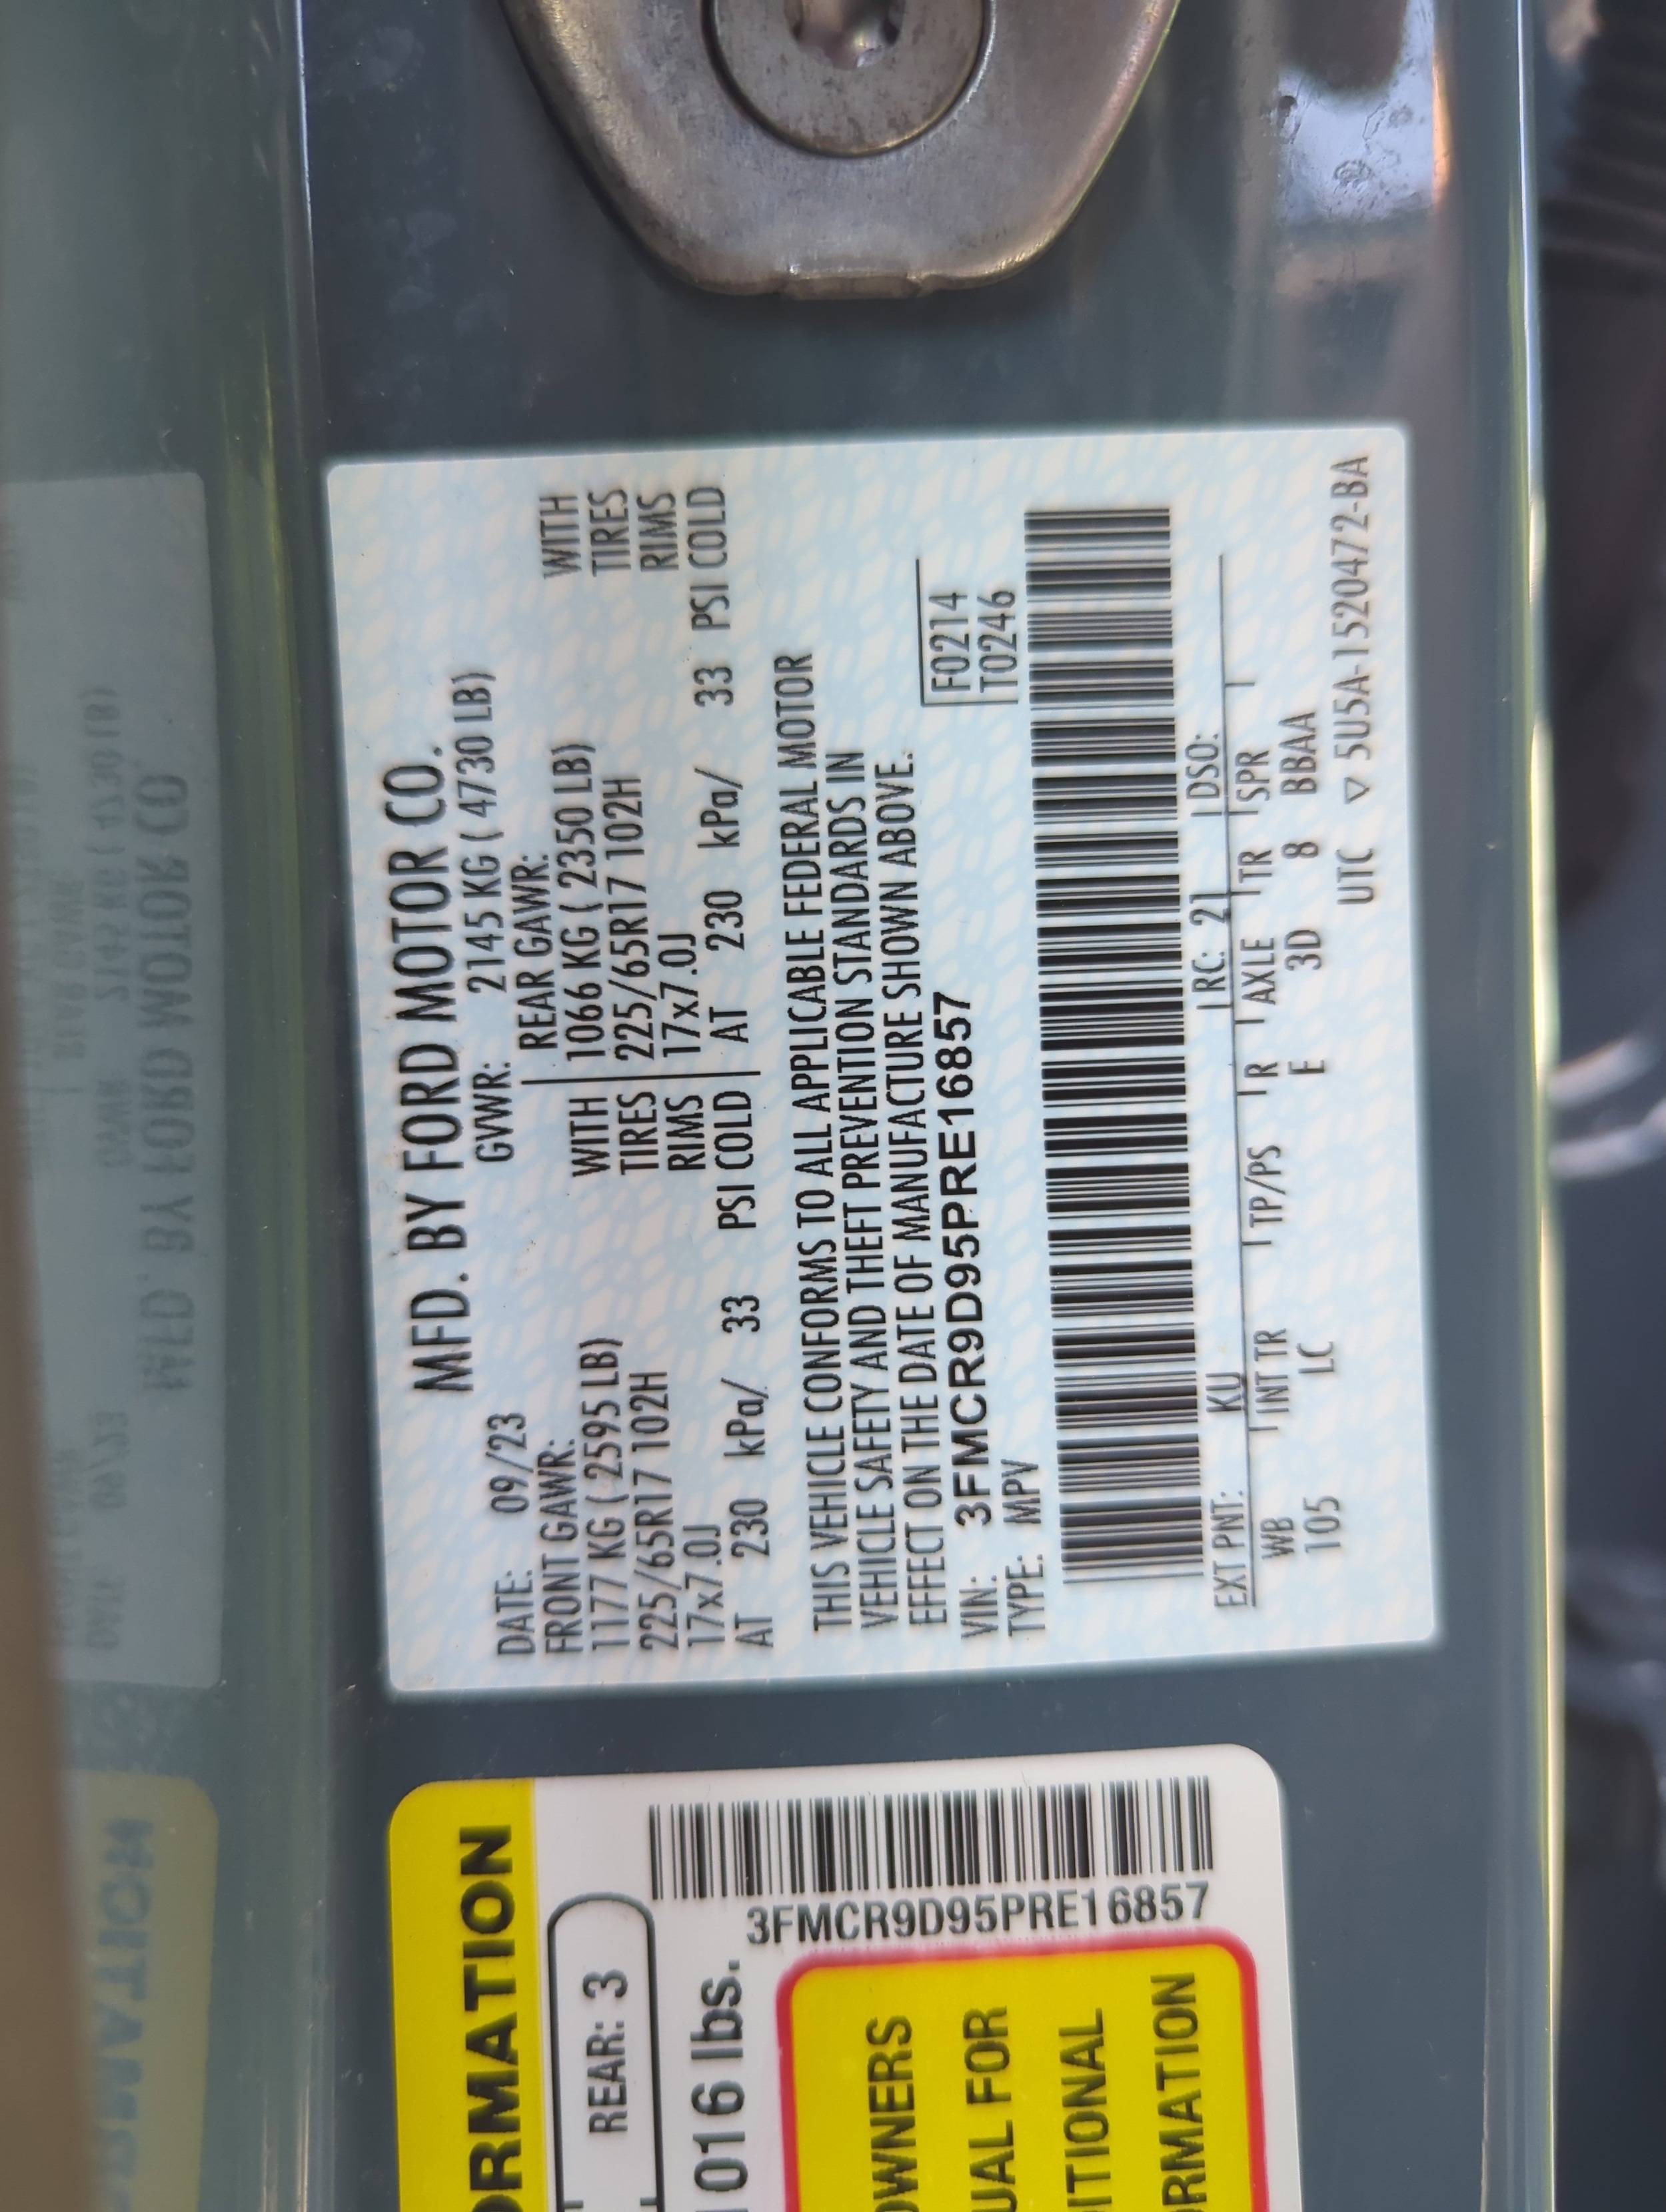 MFD. BY FORD MOTOR CO.
DATE: 09/23 GVWR: 2145 KG ( 4730 LB)
FRONT GAWR: REAR GAWR:
1177 KG ( 2595 LB) WITH 1066 KG ( 2350 LB) WITH
225/65R17 102H TIRES 225/65R17 102H TIRES
17x7.0J RIMS 17x7.0J RIMS
AT 230 kPa/ 33 PSI COLD AT 230 kPa/ 33 PSI COLD
THIS VEHICLE CONFORMS TO ALL APPLICABLE FEDERAL MOTOR
VEHICLE SAFETY AND THEFT PREVENTION STANDARDS IN
EFFECT ON THE DATE OF MANUFACTURE SHOWN ABOVE.
VIN: 3FMCR9D95PRE16857 F0214
TYPE: MPV T0246
EXT PNT: KU RC: 21 DSO:
WB INT TR TP/PS R AXLE TR SPR
105 LC E 3D 8 BBAA
UTC ▽ 5U5A-1520472-BA
ORMATION
REAR: 3
016 lbs.
3FMCR9D95PRE16857
OWNERS
UAL FOR
ITIONAL
ORMATION